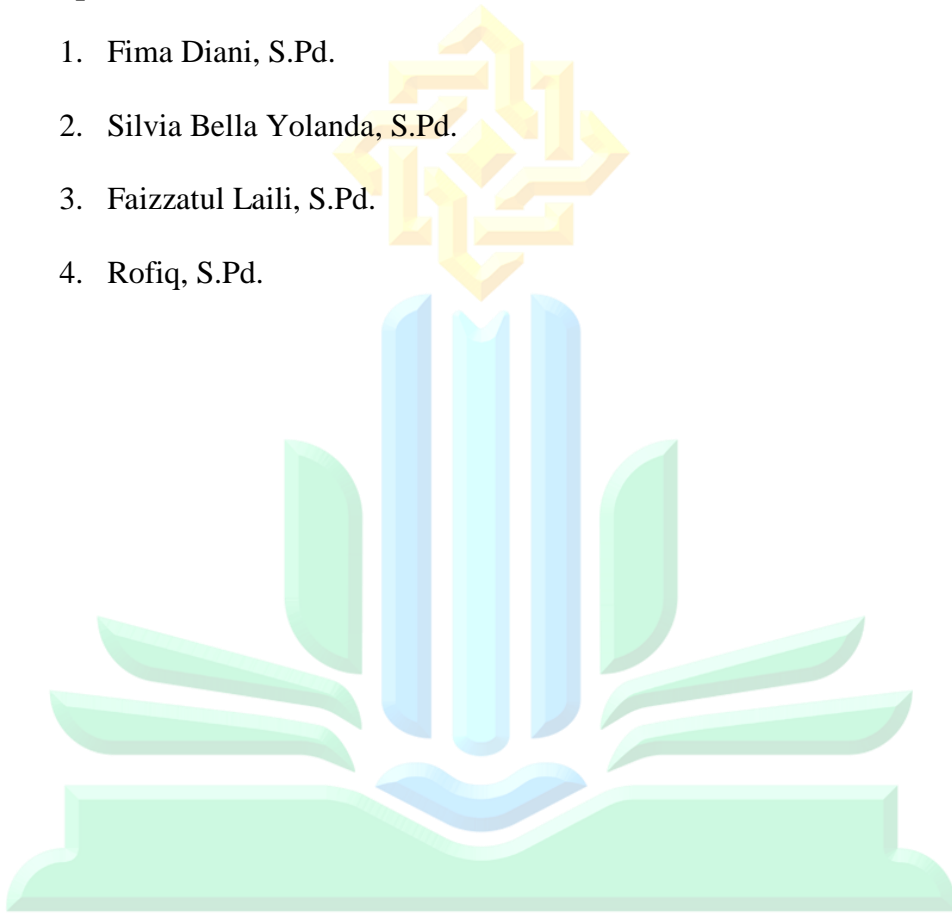 1. Fima Diani, S.Pd.
2. Silvia Bella Yolanda, S.Pd.
3. Faizzatul Laili, S.Pd.
4. Rofiq, S.Pd.